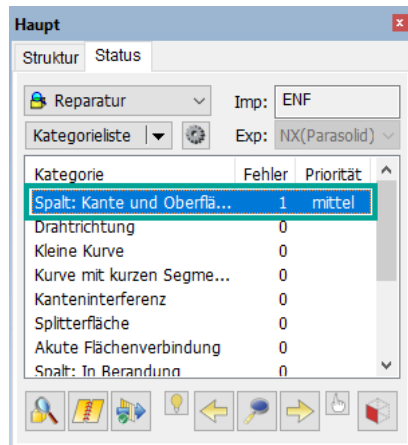 Haupt x
Struktur Status
Reparatur Imp: ENF
Kategorieliste Exp: NX(Parasolid)
Kategorie Fehler Priorität
Spalt: Kante und Oberflä... 1 mittel
Drahtrichtung 0
Kleine Kurve 0
Kurve mit kurzen Segme... 0
Kanteninterferenz 0
Splitterfläche 0
Akute Flächenverbindung 0
Spalt: In Berandung 0